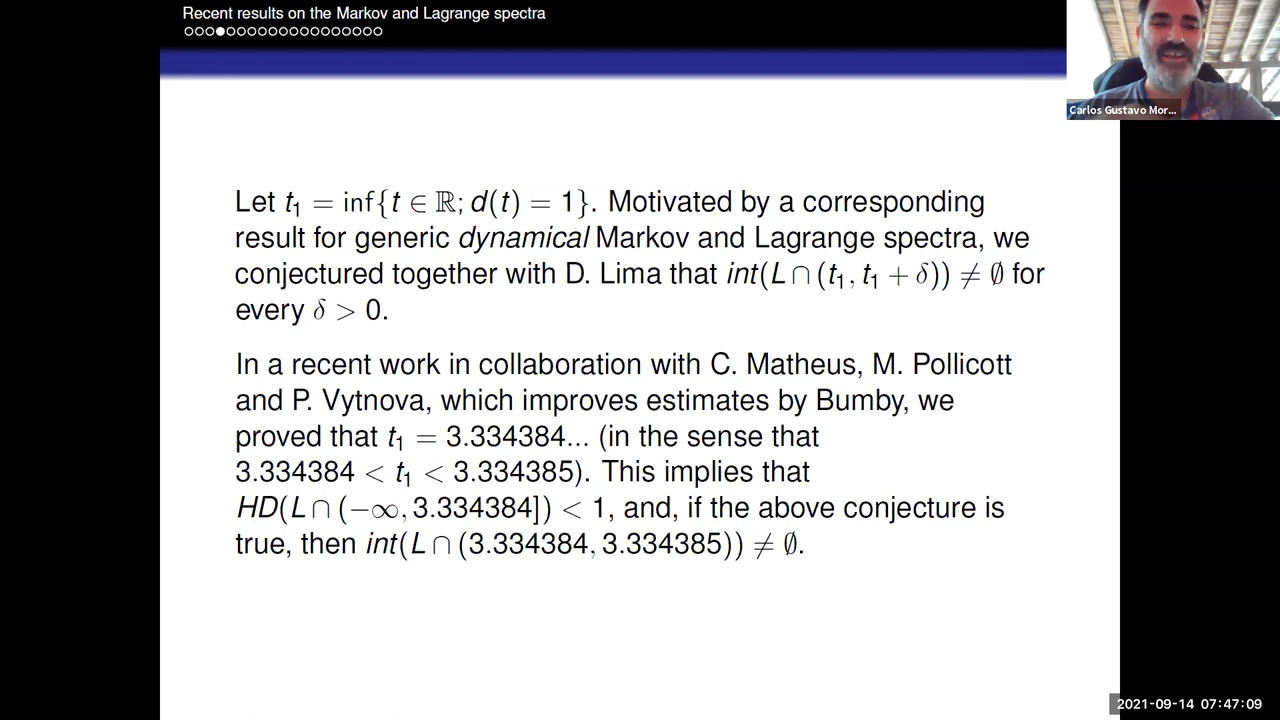 Recent results on the Markov and Lagrange spectra
Carlos Gustavo Mor...
Let t₁ = inf{t ∈ ℝ; d(t) = 1}. Motivated by a corresponding
result for generic dynamical Markov and Lagrange spectra, we
conjectured together with D. Lima that int(L ∩ (t₁, t₁ + δ)) ≠ ∅ for
every δ > 0.
In a recent work in collaboration with C. Matheus, M. Pollicott
and P. Vytnova, which improves estimates by Bumby, we
proved that t₁ = 3.334384... (in the sense that
3.334384 < t₁ < 3.334385). This implies that
HD(L ∩ (−∞, 3.334384]) < 1, and, if the above conjecture is
true, then int(L ∩ (3.334384, 3.334385)) ≠ ∅.
2021-09-14 07:47:09